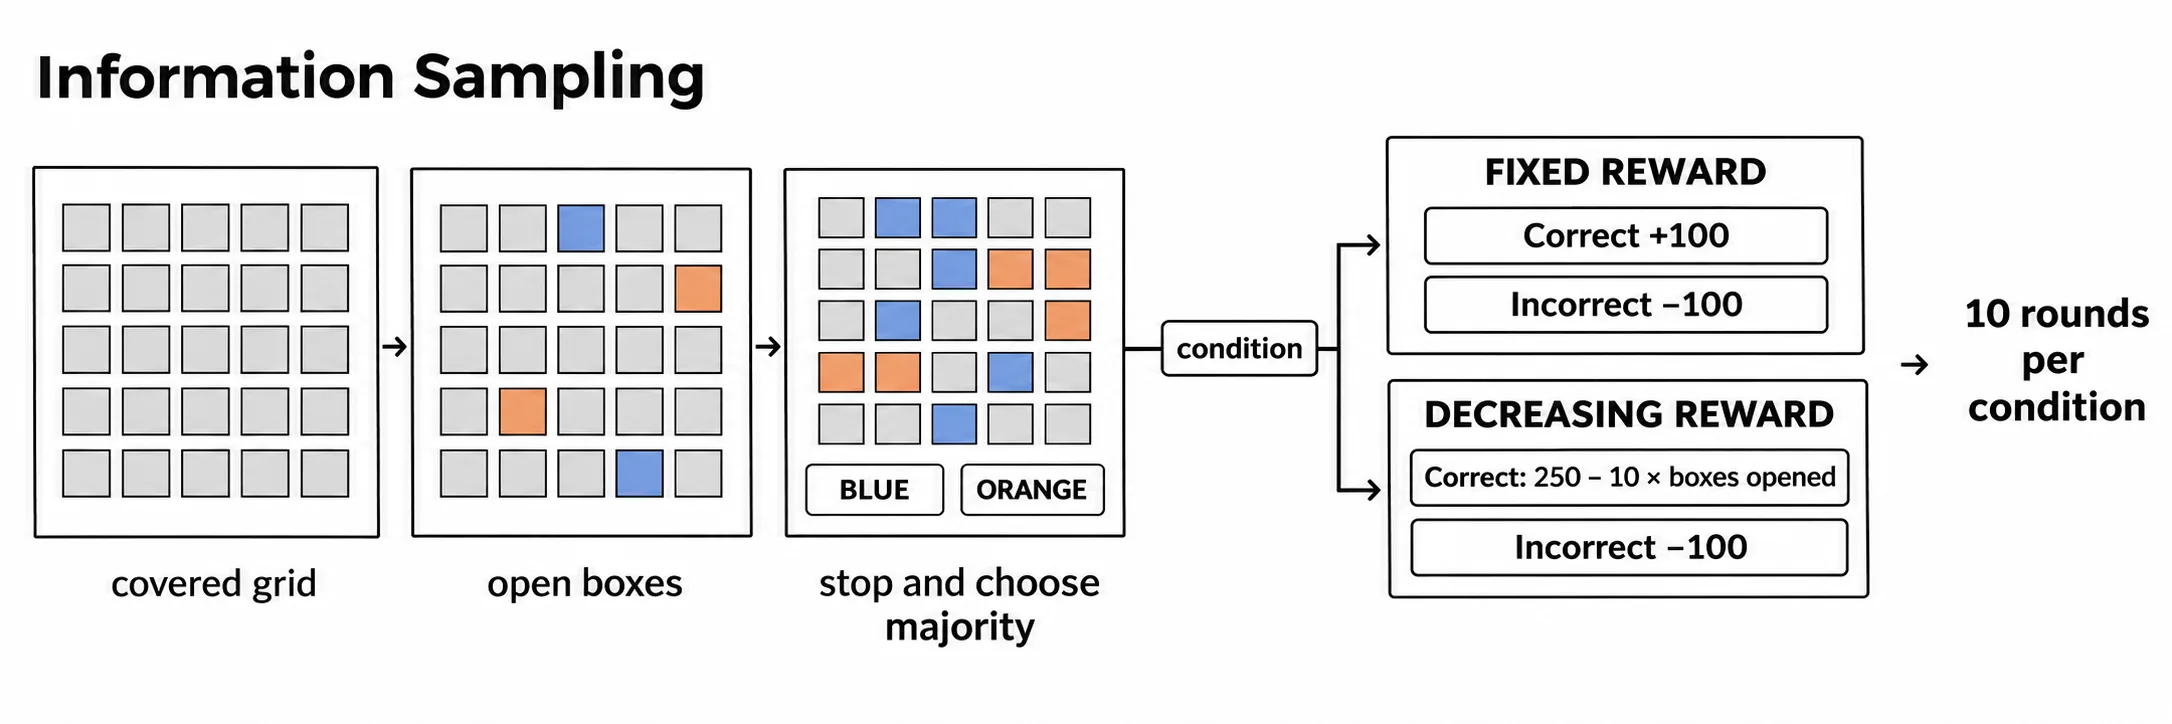 Information Sampling
covered grid
open boxes
BLUE
ORANGE
stop and choose
majority
condition
FIXED REWARD
Correct +100
Incorrect −100
DECREASING REWARD
Correct: 250 – 10 × boxes opened
Incorrect −100
10 rounds
per
condition